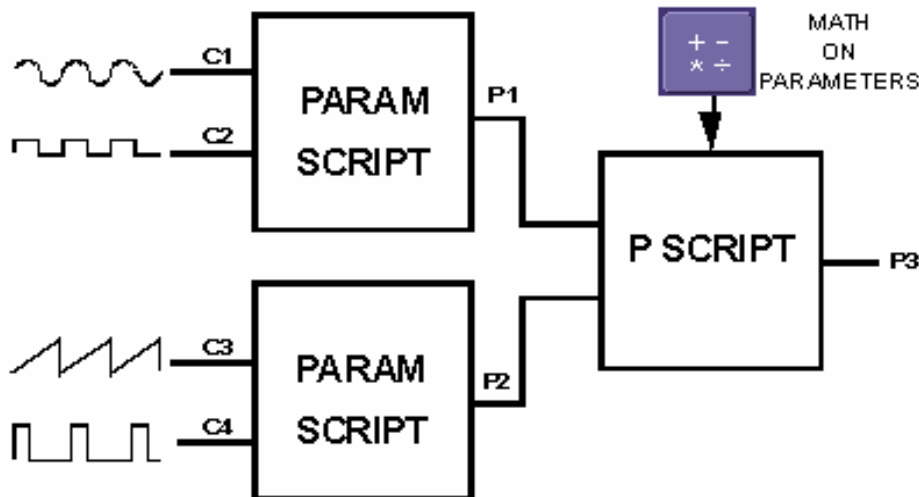 C1
C2
PARAM
SCRIPT
P1
+ -
* ÷
MATH
ON
PARAMETERS
P SCRIPT
P3
C3
C4
PARAM
SCRIPT
P2